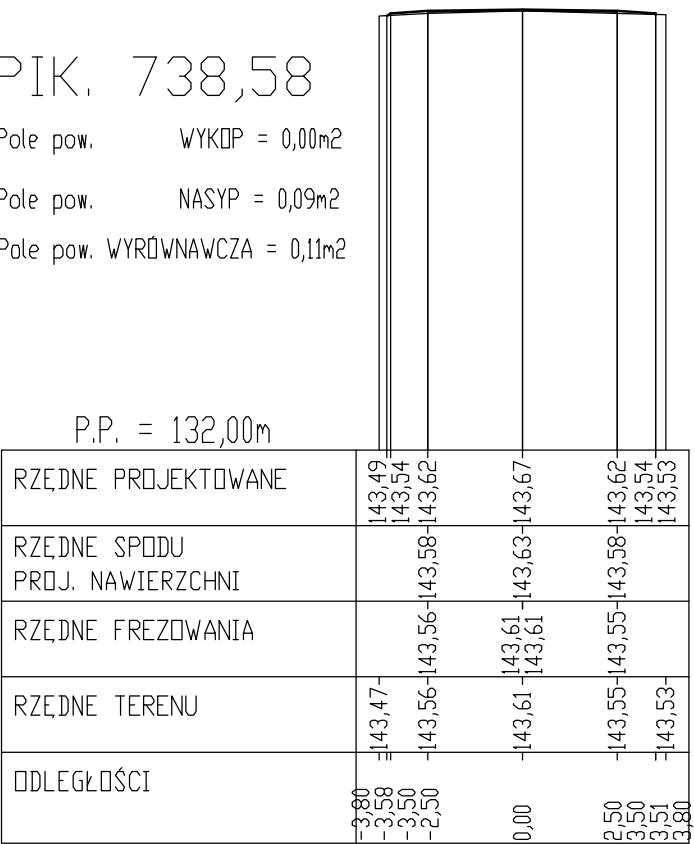 PIK. 738,58
Pole pow. WYKOP = 0,00m2
Pole pow. NASYP = 0,09m2
Pole pow. WYRÓWNAWCZA = 0,11m2
P.P. = 132,00m
RZĘDNE PROJEKTOWANE 143,49 143,54 143,62 143,67 143,62 143,54 143,53
RZĘDNE SPODU
PROJ. NAWIERZCHNI 143,58 143,63 143,58
RZĘDNE FREZOWANIA 143,56 143,61 143,61 143,55
RZĘDNE TERENU 143,47 143,56 143,61 143,55 143,53
ODLEGŁOŚCI -3,80 -3,58 -3,50 -2,50 0,00 2,50 3,50 3,51 3,80